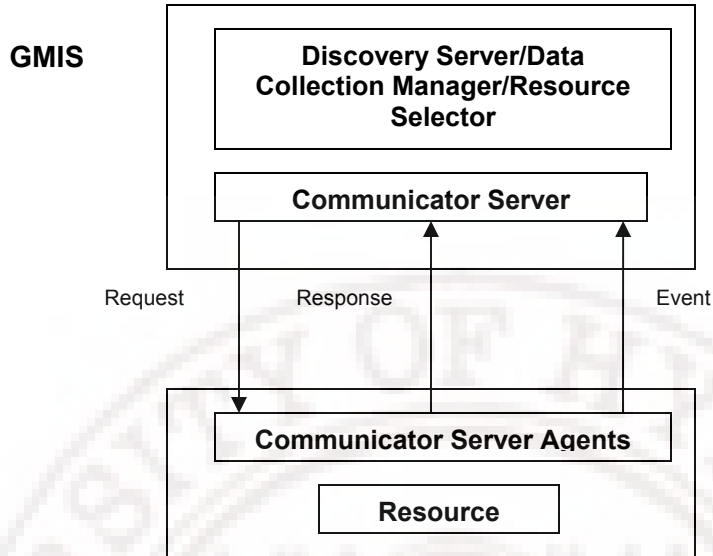 GMIS
Discovery Server/Data
Collection Manager/Resource
Selector
Communicator Server
Request
Response
Event
Communicator Server Agents
Resource